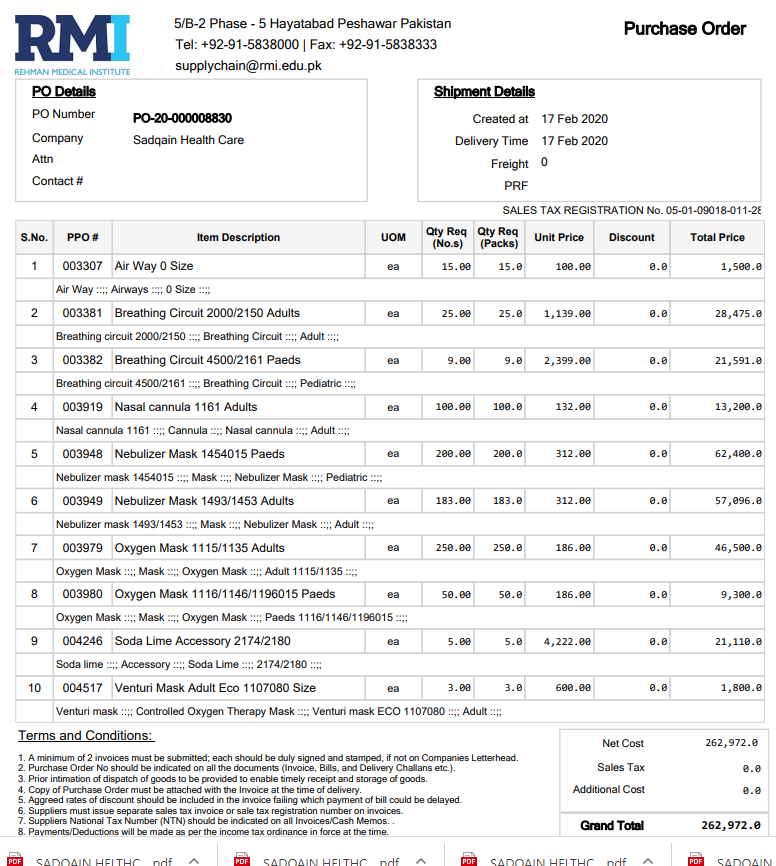 RMI
REHMAN MEDICAL INSTITUTE
5/B-2 Phase - 5 Hayatabad Peshawar Pakistan
Tel: +92-91-5838000 | Fax: +92-91-5838333
supplychain@rmi.edu.pk
Purchase Order
PO Details
PO Number PO-20-000008830
Company Sadqain Health Care
Attn
Contact #
Shipment Details
Created at 17 Feb 2020
Delivery Time 17 Feb 2020
Freight 0
PRF
SALES TAX REGISTRATION No. 05-01-09018-011-28
S.No. PPO # Item Description UOM Qty Req (No.s) Qty Req (Packs) Unit Price Discount Total Price
1 003307 Air Way 0 Size ea 15.00 15.0 100.00 0.0 1,500.0
Air Way ::;; Airways ::;; 0 Size ::;;
2 003381 Breathing Circuit 2000/2150 Adults ea 25.00 25.0 1,139.00 0.0 28,475.0
Breathing circuit 2000/2150 ::;; Breathing Circuit ::;; Adult ::;;
3 003382 Breathing Circuit 4500/2161 Paeds ea 9.00 9.0 2,399.00 0.0 21,591.0
Breathing circuit 4500/2161 ::;; Breathing Circuit ::;; Pediatric ::;;
4 003919 Nasal cannula 1161 Adults ea 100.00 100.0 132.00 0.0 13,200.0
Nasal cannula 1161 ::;; Cannula ::;; Nasal cannula ::;; Adult ::;;
5 003948 Nebulizer Mask 1454015 Paeds ea 200.00 200.0 312.00 0.0 62,400.0
Nebulizer mask 1454015 ::;; Mask ::;; Nebulizer Mask ::;; Pediatric ::;;
6 003949 Nebulizer Mask 1493/1453 Adults ea 183.00 183.0 312.00 0.0 57,096.0
Nebulizer mask 1493/1453 ::;; Mask ::;; Nebulizer Mask ::;; Adult ::;;
7 003979 Oxygen Mask 1115/1135 Adults ea 250.00 250.0 186.00 0.0 46,500.0
Oxygen Mask ::;; Mask ::;; Oxygen Mask ::;; Adult 1115/1135 ::;;
8 003980 Oxygen Mask 1116/1146/1196015 Paeds ea 50.00 50.0 186.00 0.0 9,300.0
Oxygen Mask ::;; Mask ::;; Oxygen Mask ::;; Paeds 1116/1146/1196015 ::;;
9 004246 Soda Lime Accessory 2174/2180 ea 5.00 5.0 4,222.00 0.0 21,110.0
Soda lime ::;; Accessory ::;; Soda Lime ::;; 2174/2180 ::;;
10 004517 Venturi Mask Adult Eco 1107080 Size ea 3.00 3.0 600.00 0.0 1,800.0
Venturi mask ::;; Controlled Oxygen Therapy Mask ::;; Venturi mask ECO 1107080 ::;; Adult ::;;
Terms and Conditions:
1. A minimum of 2 invoices must be submitted; each should be duly signed and stamped, if not on Companies Letterhead.
2. Purchase Order No should be indicated on all the documents (Invoice, Bills, and Delivery Challans etc.).
3. Prior intimation of dispatch of goods to be provided to enable timely receipt and storage of goods.
4. Copy of Purchase Order must be attached with the Invoice at the time of delivery.
5. Aggreed rates of discount should be included in the invoice failing which payment of bill could be delayed.
6. Suppliers must issue separate sales tax invoice or sale tax registration number on invoices.
7. Suppliers National Tax Number (NTN) should be indicated on all Invoices/Cash Memos. .
8. Payments/Deductions will be made as per the income tax ordinance in force at the time.
Net Cost 262,972.0
Sales Tax 0.0
Additional Cost 0.0
Grand Total 262,972.0
PDF SADQAIN HELTHC....pdf PDF SADQAIN HELTHC....pdf PDF SADQAIN HELTHC....pdf PDF SADQAIN